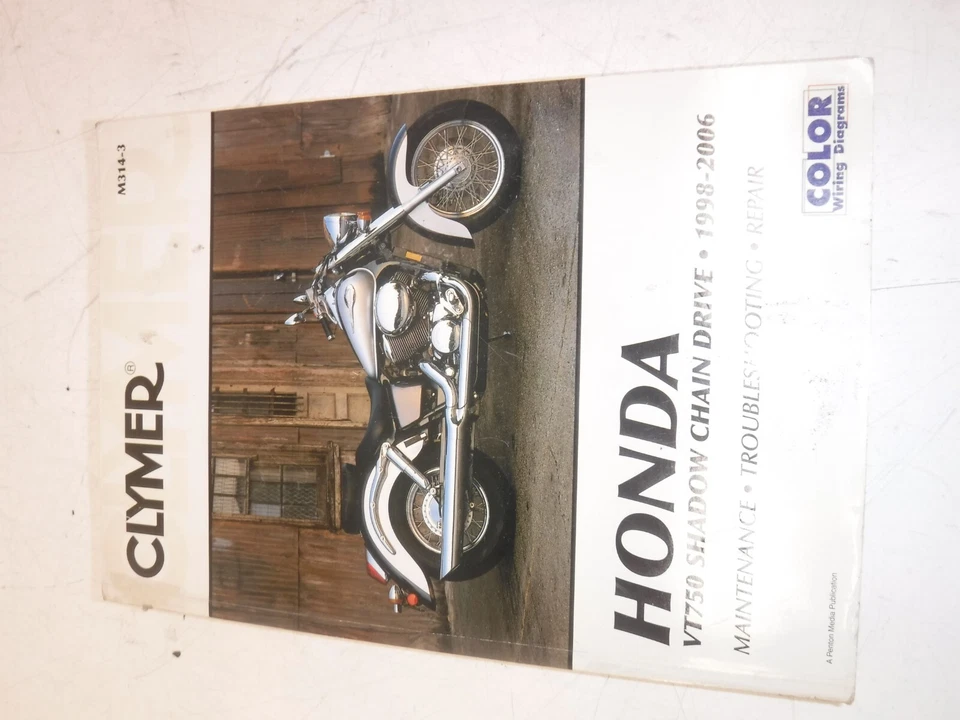 M314-3
CLYMER®
HONDA
VT750 SHADOW CHAIN DRIVE • 1998-2006
MAINTENANCE • TROUBLESHOOTING • REPAIR
A Penton Media Publication
COLOR
Wiring Diagrams